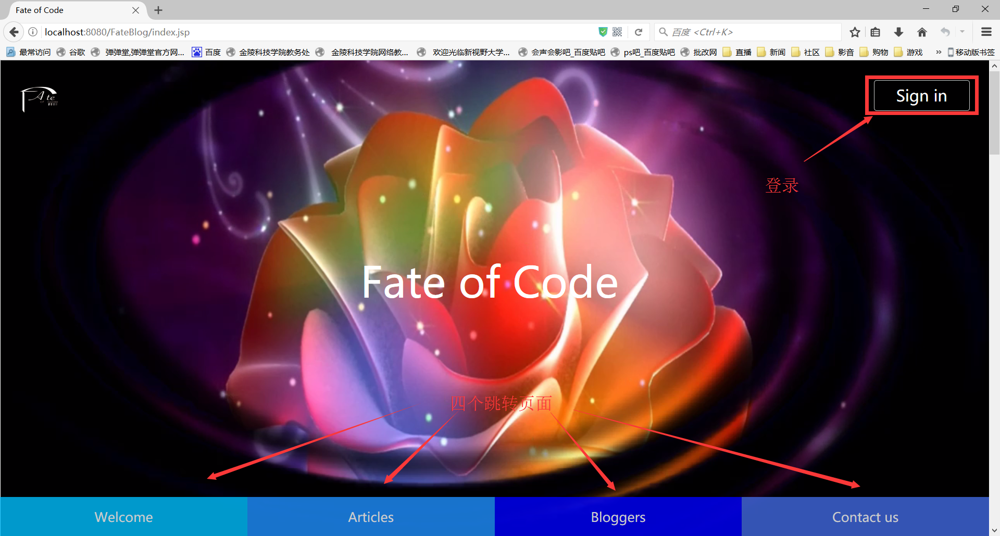 Fate of Code
localhost:8080/FateBlog/index.jsp
百度 <Ctrl+K>
最常访问 谷歌 弹弹堂,弹弹堂官方网... 百度 金陵科技学院教务处 金陵科技学院网络教... 欢迎光临新视野大学... 会声会影吧_百度贴吧 ps吧_百度贴吧 批改网 直播 新闻 社区 影音 购物 游戏 移动版书签
Sign in
Fate
of code
登录
Fate of Code
四个跳转页面
Welcome Articles Bloggers Contact us